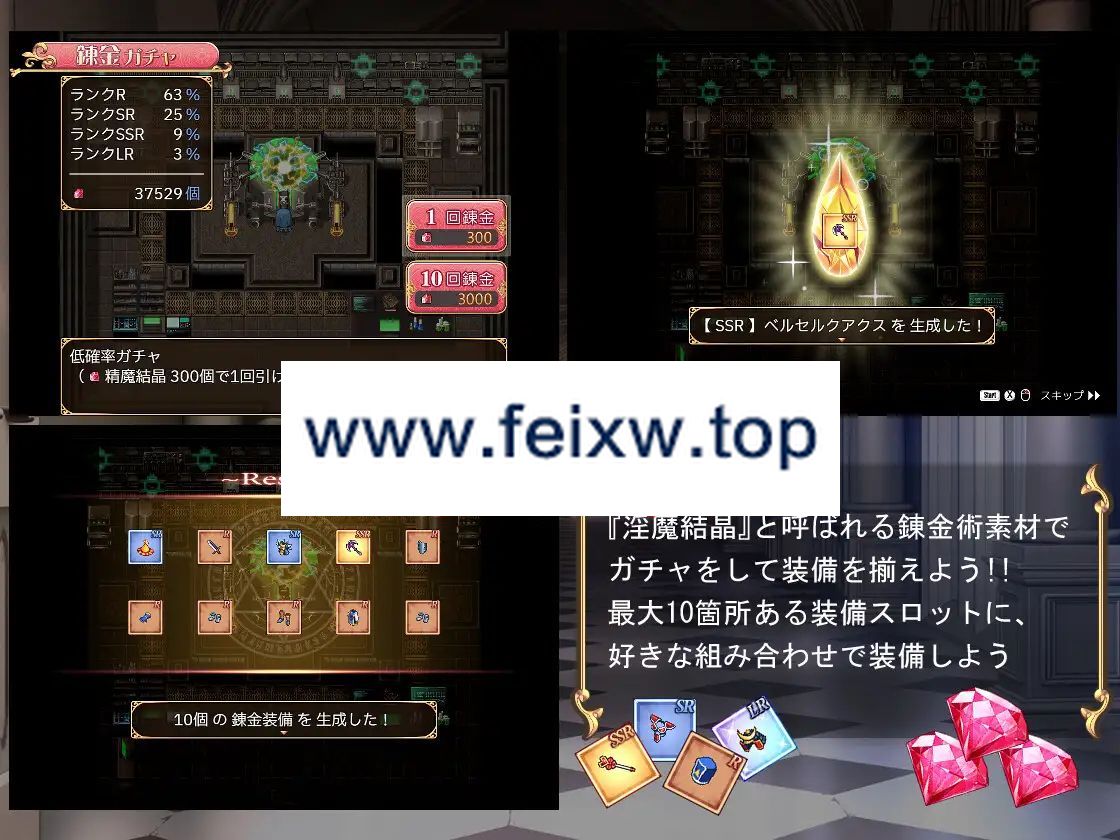 錬金ガチャ
ランクR 63%
ランクSR 25%
ランクSSR 9%
ランクLR 3%
37529個
1回錬金
300
10回錬金
3000
低確率ガチャ
(精魔結晶 300個で1回引け
SSR
【SSR】ベルセルクアクス を 生成した!
Start X スキップ
www.feixw.top
~Res
SR R SR SSR R
R R R R R
10個 の 錬金装備 を 生成した!
『淫魔結晶』と呼ばれる錬金術素材で
ガチャをして装備を揃えよう!!
最大10箇所ある装備スロットに、
好きな組み合わせで装備しよう
SSR SR R LR